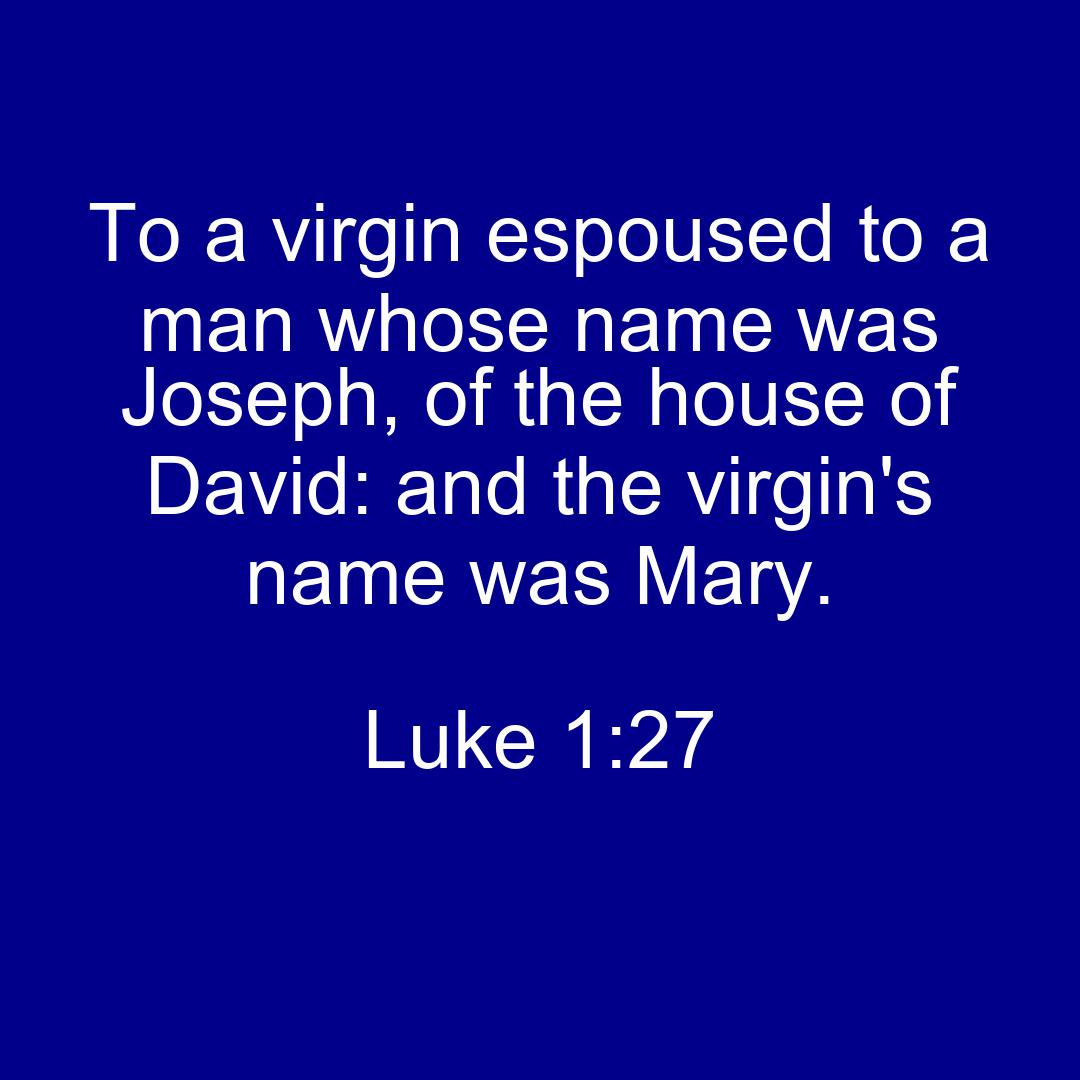 To a virgin espoused to a
man whose name was
Joseph, of the house of
David: and the virgin's
name was Mary.
Luke 1:27